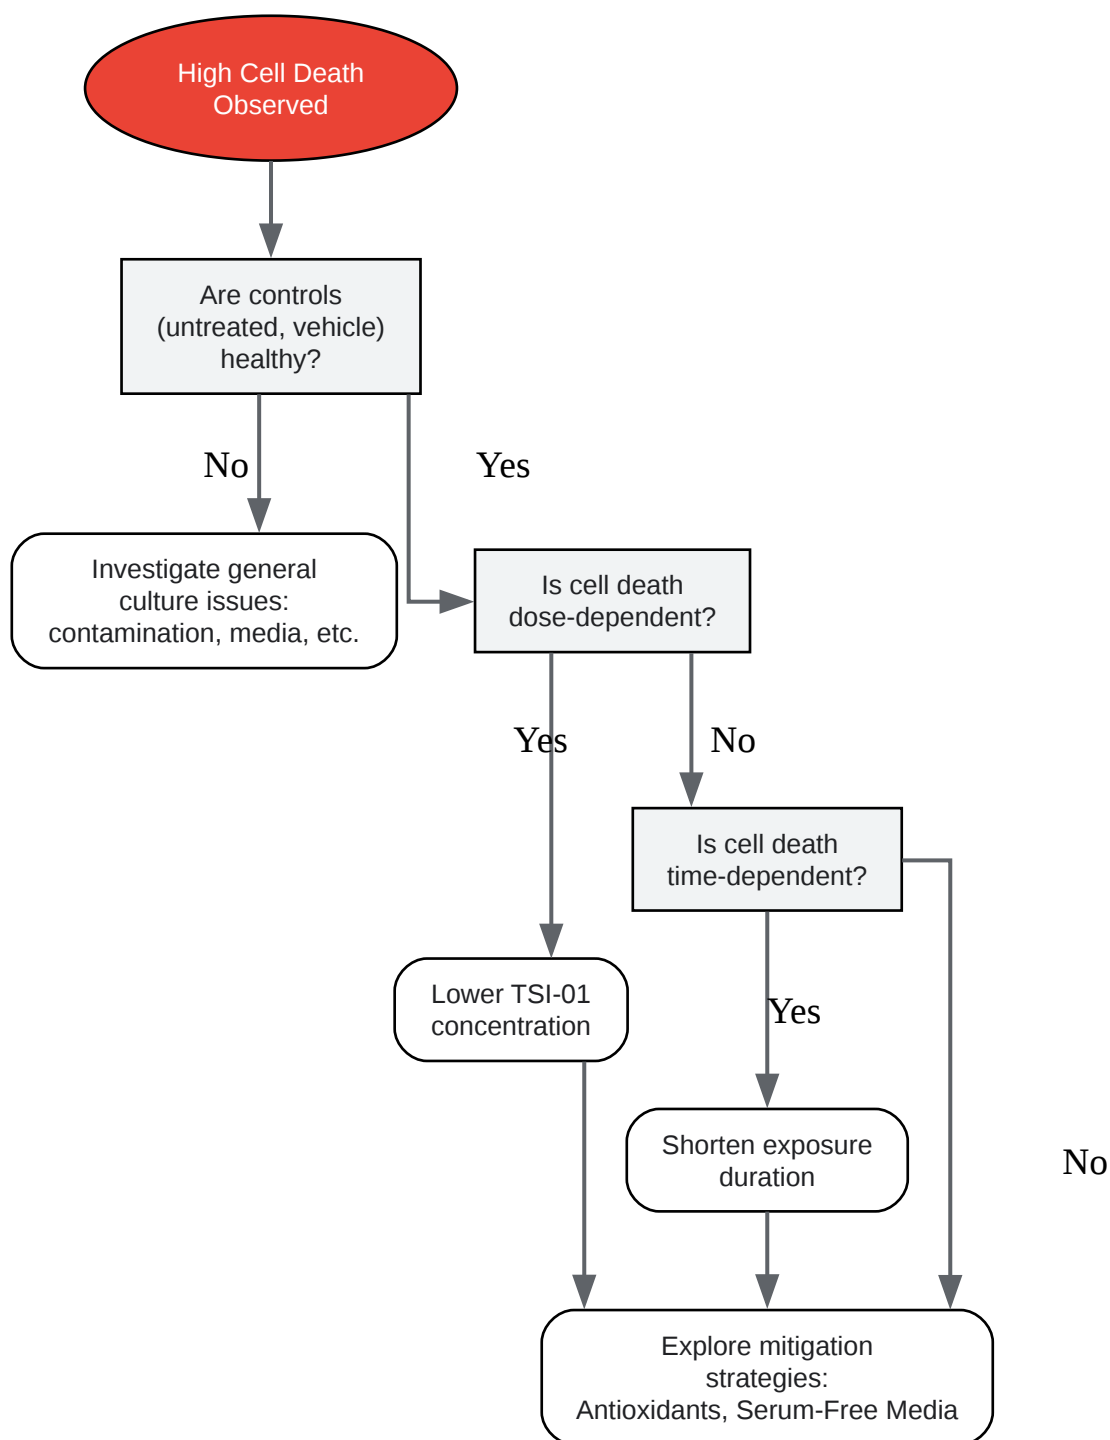 High Cell Death
Observed
Are controls
(untreated, vehicle)
healthy?
No
Yes
Investigate general
culture issues:
contamination, media, etc.
Is cell death
dose-dependent?
Yes
No
Is cell death
time-dependent?
Lower TSI-01
concentration
Yes
Shorten exposure
duration
No
Explore mitigation
strategies:
Antioxidants, Serum-Free Media